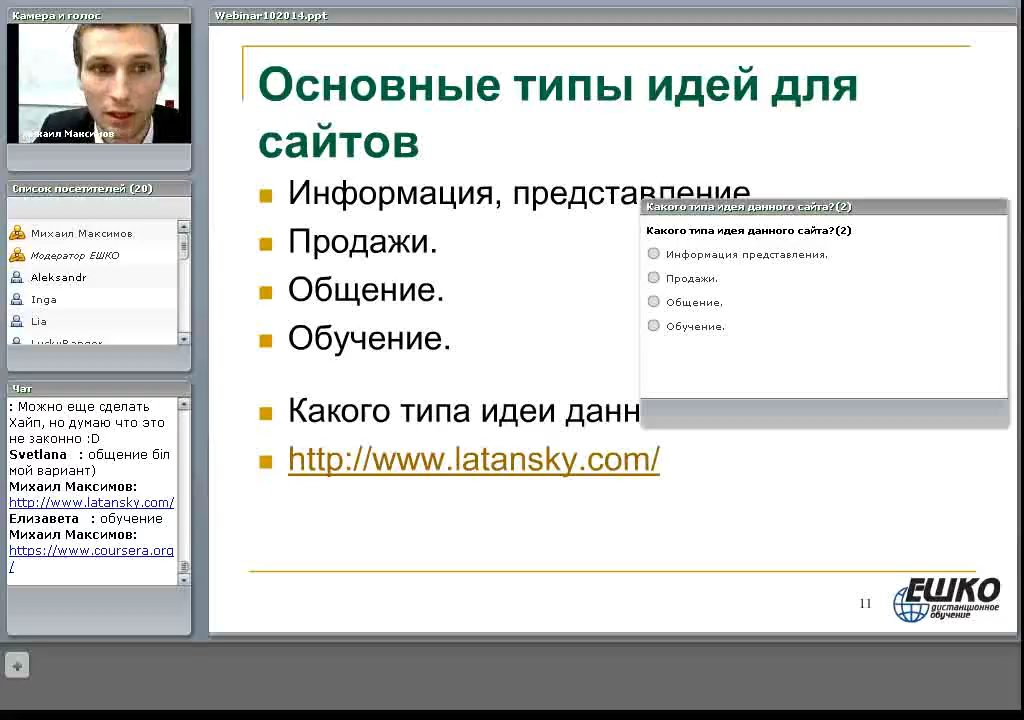 Камера и голос
Михаил Максимов
Список посетителей (20)
Михаил Максимов
Модератор ЕШКО
Aleksandr
Inga
Lia
LuckyRanger
Чат
: Можно еще сделать
Хайп, но думаю что это
не законно :D
Svetlana : общение біл
мой вариант)
Михаил Максимов:
http://www.latansky.com/
Елизавета : обучение
Михаил Максимов:
https://www.coursera.org
/
Webinar102014.ppt
Основные типы идей для
сайтов
Информация, представление
Продажи.
Общение.
Обучение.
Какого типа идеи данн
http://www.latansky.com/
Какого типа идея данного сайта?(2)
Какого типа идея данного сайта?(2)
Информация представления.
Продажи.
Общение.
Обучение.
11
ЕШКО
дистанционное
обучение